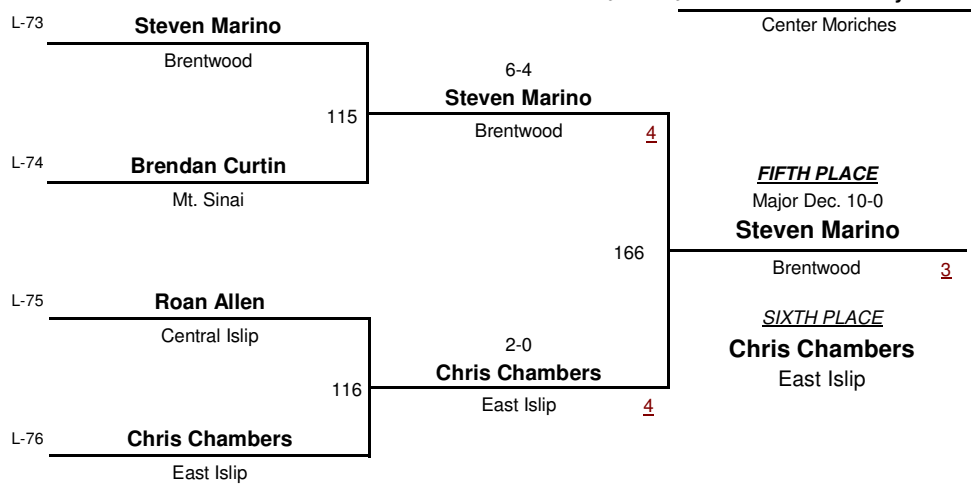 L-73
Steven Marino
Brentwood
115
L-74
Brendan Curtin
Mt. Sinai
6-4
Steven Marino
Brentwood 4
L-75
Roan Allen
Central Islip
116
L-76
Chris Chambers
East Islip
2-0
Chris Chambers
East Islip 4
166
Center Moriches
FIFTH PLACE
Major Dec. 10-0
Steven Marino
Brentwood 3
SIXTH PLACE
Chris Chambers
East Islip